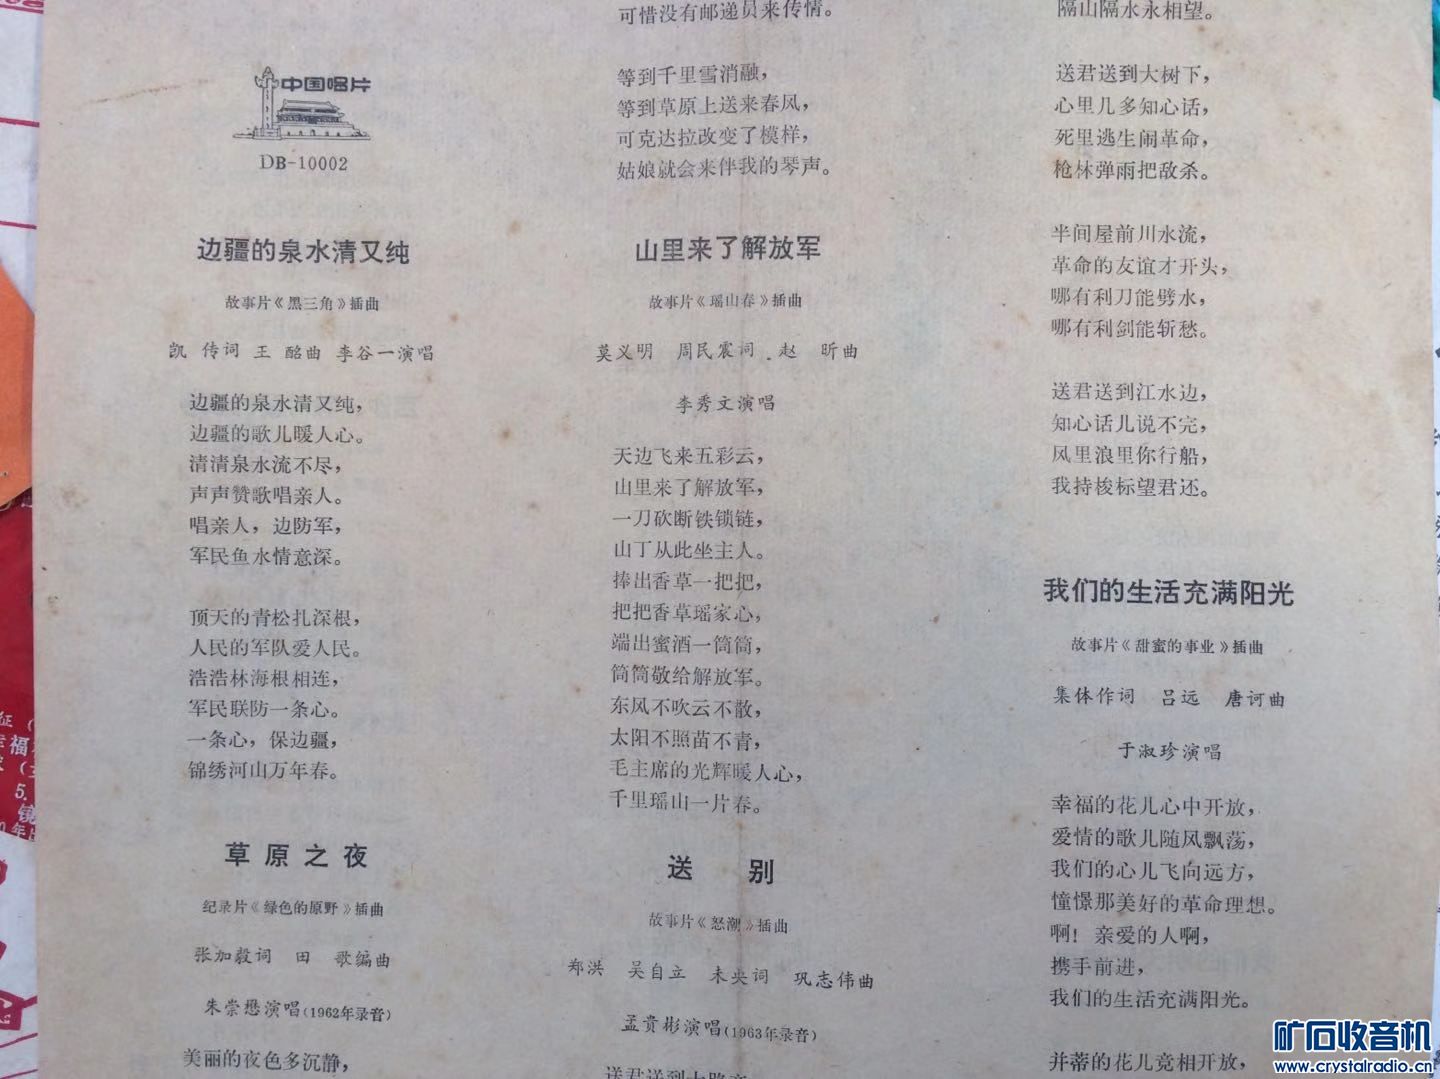 中国唱片
DB-10002
边疆的泉水清又纯
故事片《黑三角》插曲
凯 传词 王 酩曲 李谷一演唱
边疆的泉水清又纯，
边疆的歌儿暖人心。
清清泉水流不尽，
声声赞歌唱亲人。
唱亲人，边防军，
军民鱼水情意深。
顶天的青松扎深根，
人民的军队爱人民。
浩浩林海根相连，
军民联防一条心。
一条心，保边疆，
锦绣河山万年春。
草原之夜
纪录片《绿色的原野》插曲
张加毅词 田 歌编曲
朱崇懋演唱(1962年录音)
美丽的夜色多沉静，
可惜没有邮递员来传情。
等到千里雪消融，
等到草原上送来春风，
可克达拉改变了模样，
姑娘就会来伴我的琴声。
山里来了解放军
故事片《瑶山春》插曲
莫义明 周民震词 赵 昕曲
李秀文演唱
天边飞来五彩云，
山里来了解放军，
一刀砍断铁锁链，
山丁从此坐主人。
捧出香草一把把，
把把香草瑶家心，
端出蜜酒一筒筒，
筒筒敬给解放军。
东风不吹云不散，
太阳不照苗不青，
毛主席的光辉暖人心，
千里瑶山一片春。
送 别
故事片《怒潮》插曲
郑洪 吴自立 未央词 巩志伟曲
孟贵彬演唱(1963年录音)
送君送到大路旁
隔山隔水永相望。
送君送到大树下，
心里几多知心话，
死里逃生闹革命，
枪林弹雨把敌杀。
半间屋前川水流，
革命的友谊才开头，
哪有利刀能劈水，
哪有利剑能斩愁。
送君送到江水边，
知心话儿说不完，
风里浪里你行船，
我持梭标望君还。
我们的生活充满阳光
故事片《甜蜜的事业》插曲
集体作词 吕远 唐诃曲
于淑珍演唱
幸福的花儿心中开放，
爱情的歌儿随风飘荡，
我们的心儿飞向远方，
憧憬那美好的革命理想。
啊！亲爱的人啊，
携手前进，
我们的生活充满阳光。
并蒂的花儿竞相开放，
矿石收音机
www.crystalradio.cn